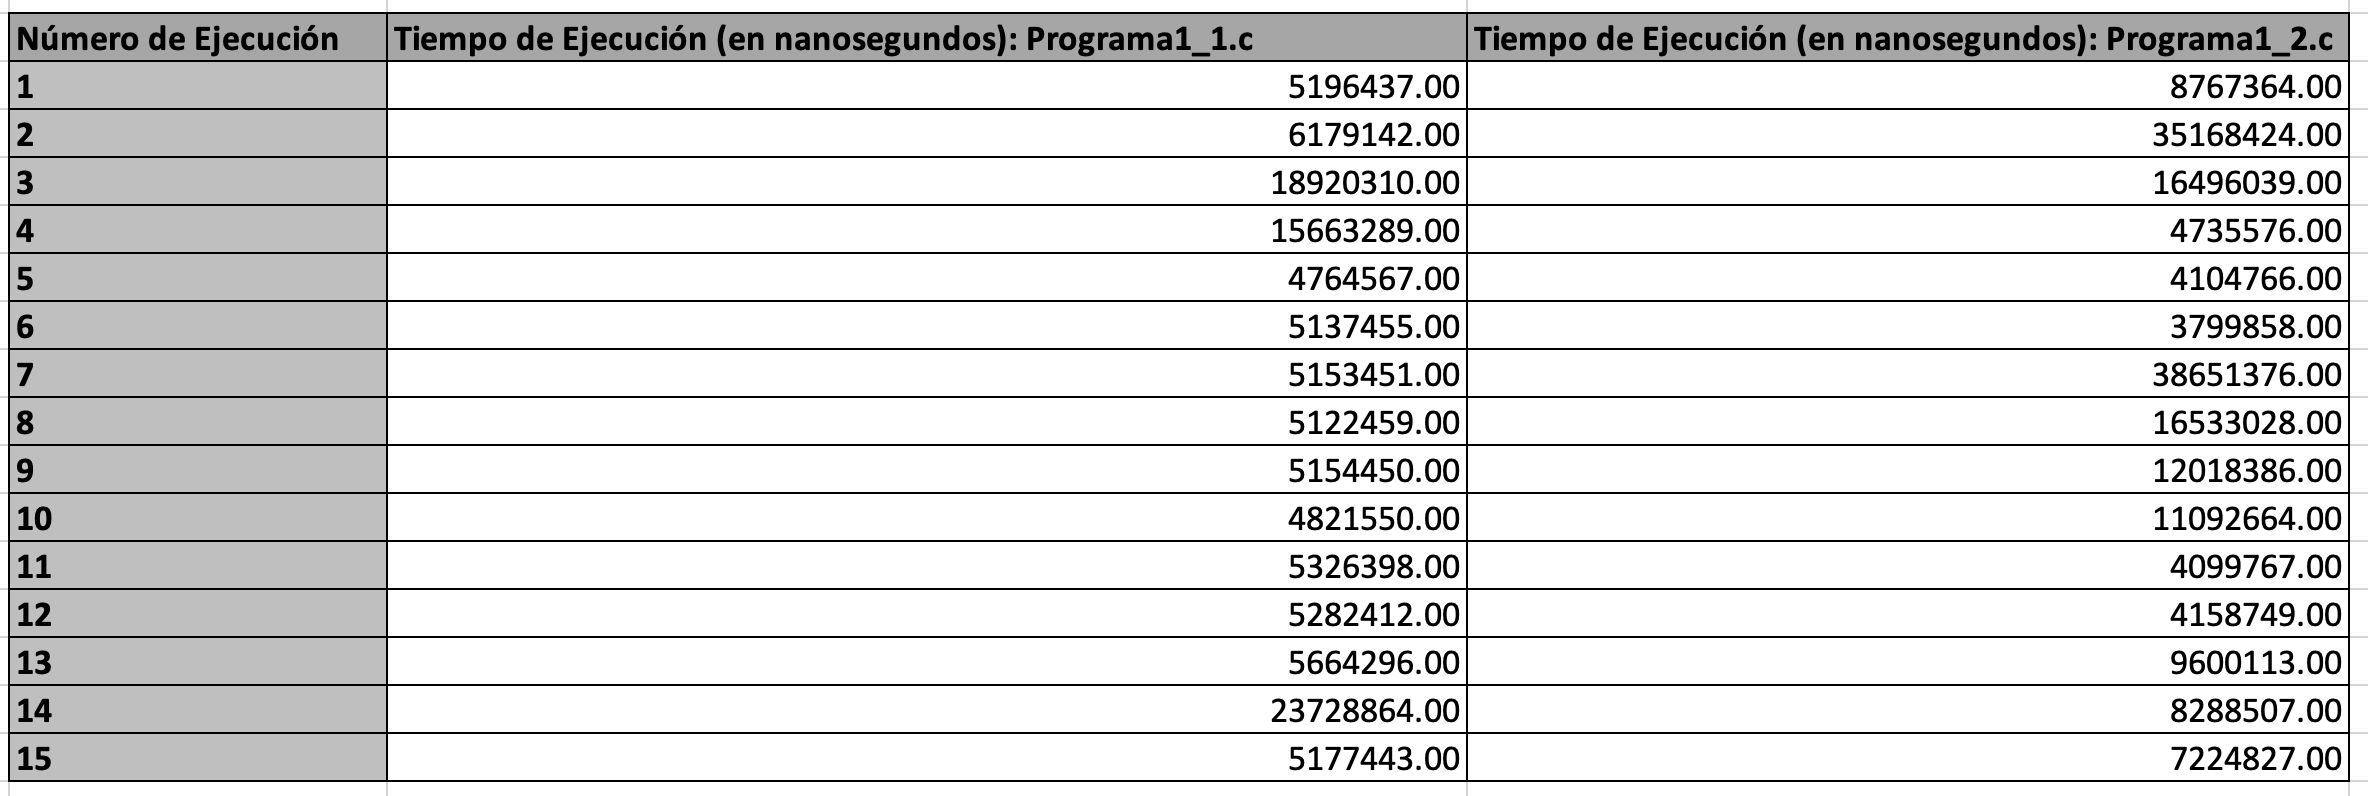 Número de Ejecución Tiempo de Ejecución (en nanosegundos): Programa1_1.c Tiempo de Ejecución (en nanosegundos): Programa1_2.c
1 5196437.00 8767364.00
2 6179142.00 35168424.00
3 18920310.00 16496039.00
4 15663289.00 4735576.00
5 4764567.00 4104766.00
6 5137455.00 3799858.00
7 5153451.00 38651376.00
8 5122459.00 16533028.00
9 5154450.00 12018386.00
10 4821550.00 11092664.00
11 5326398.00 4099767.00
12 5282412.00 4158749.00
13 5664296.00 9600113.00
14 23728864.00 8288507.00
15 5177443.00 7224827.00